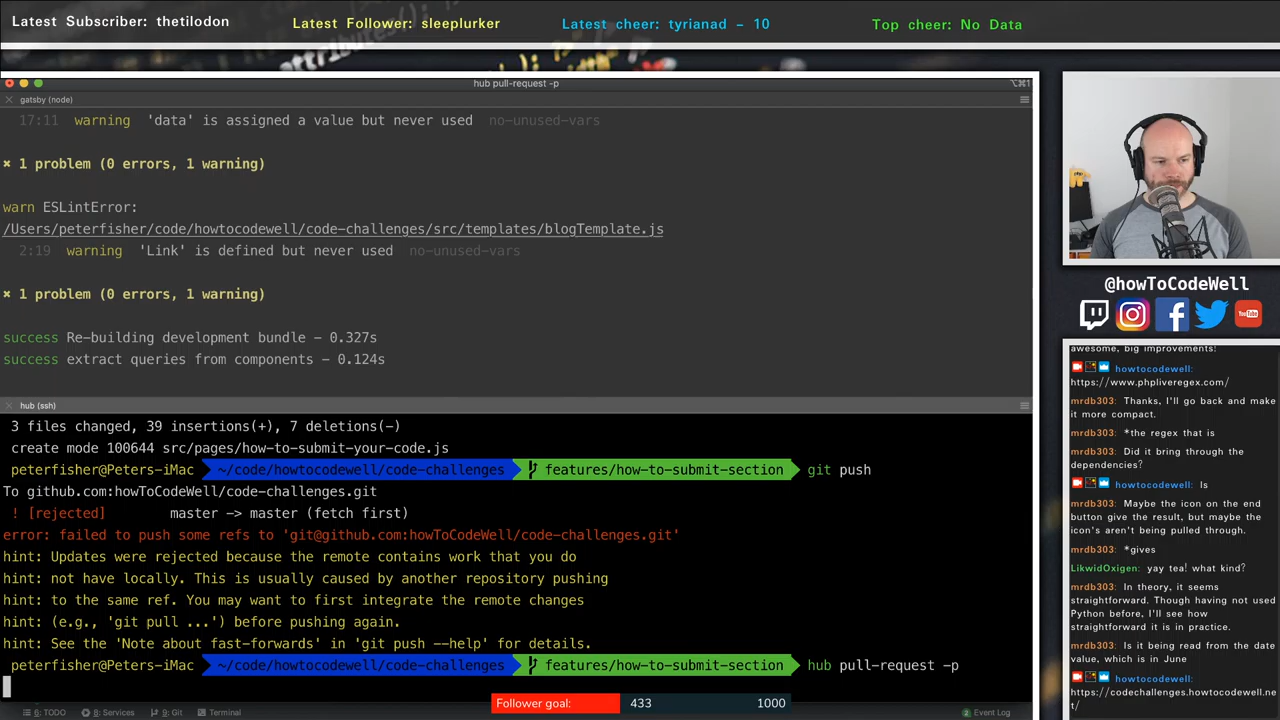 Latest Subscriber: thetilodon
Latest Follower: sleeplurker
Latest cheer: tyrianad - 10
Top cheer: No Data
hub pull-request -p
⌥⌘1
gatsby (node)
17:11 warning 'data' is assigned a value but never used no-unused-vars
✖ 1 problem (0 errors, 1 warning)
warn ESLintError:
/Users/peterfisher/code/howtocodewell/code-challenges/src/templates/blogTemplate.js
2:19 warning 'Link' is defined but never used no-unused-vars
✖ 1 problem (0 errors, 1 warning)
success Re-building development bundle - 0.327s
success extract queries from components - 0.124s
hub (ssh)
3 files changed, 39 insertions(+), 7 deletions(-)
create mode 100644 src/pages/how-to-submit-your-code.js
peterfisher@Peters-iMac ~/code/howtocodewell/code-challenges features/how-to-submit-section git push
To github.com:howToCodeWell/code-challenges.git
! [rejected] master -> master (fetch first)
error: failed to push some refs to 'git@github.com:howToCodeWell/code-challenges.git'
hint: Updates were rejected because the remote contains work that you do
hint: not have locally. This is usually caused by another repository pushing
hint: to the same ref. You may want to first integrate the remote changes
hint: (e.g., 'git pull ...') before pushing again.
hint: See the 'Note about fast-forwards' in 'git push --help' for details.
peterfisher@Peters-iMac ~/code/howtocodewell/code-challenges features/how-to-submit-section hub pull-request -p
6: TODO
8: Services
9: Git
Terminal
Follower goal:
433
1000
2 Event Log
@howToCodeWell
awesome, big improvements!
howtocodewell:
https://www.phpliveregex.com/
mrdb303: Thanks, I'll go back and make
it more compact.
mrdb303: *the regex that is
mrdb303: Did it bring through the
dependencies?
howtocodewell: Is
mrdb303: Maybe the icon on the end
button give the result, but maybe the
icon's aren't being pulled through.
mrdb303: *gives
LikwidOxigen: yay tea! what kind?
mrdb303: In theory, it seems
straightforward. Though having not used
Python before, I'll see how
straightforward it is in practice.
mrdb303: Is it being read from the date
value, which is in June
howtocodewell:
https://codechallenges.howtocodewell.ne
t/